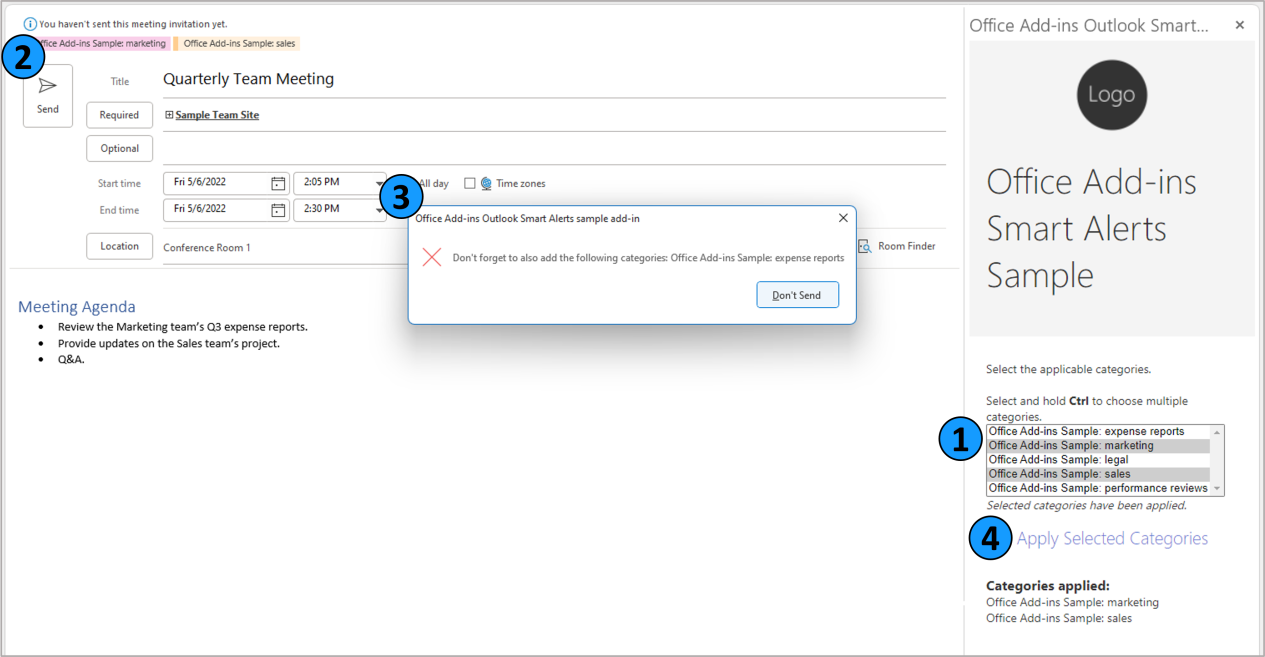 You haven't sent this meeting invitation yet.
2
ffice Add-ins Sample: marketing Office Add-ins Sample: sales
Send
Title Quarterly Team Meeting
Required Sample Team Site
Optional
Start time Fri 5/6/2022 2:05 PM All day Time zones
End time Fri 5/6/2022 2:30 PM
Location Conference Room 1 Room Finder
3
Office Add-ins Outlook Smart Alerts sample add-in
Don't forget to also add the following categories: Office Add-ins Sample: expense reports
Don't Send
Meeting Agenda
• Review the Marketing team's Q3 expense reports.
• Provide updates on the Sales team's project.
• Q&A.
Office Add-ins Outlook Smart...
Logo
Office Add-ins
Smart Alerts
Sample
Select the applicable categories.
Select and hold Ctrl to choose multiple
categories.
1
Office Add-ins Sample: expense reports
Office Add-ins Sample: marketing
Office Add-ins Sample: legal
Office Add-ins Sample: sales
Office Add-ins Sample: performance reviews
Selected categories have been applied.
4 Apply Selected Categories
Categories applied:
Office Add-ins Sample: marketing
Office Add-ins Sample: sales